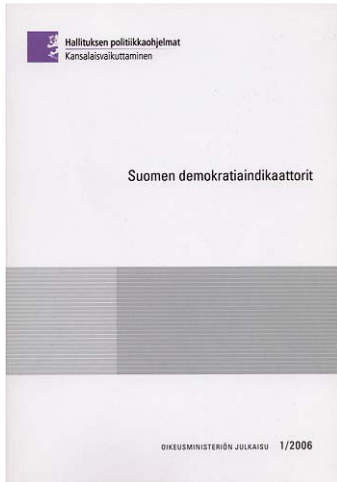 Hallituksen politiikkaohjelmat
Kansalaisvaikuttaminen
Suomen demokratiaindikaattorit
OIKEUSMINISTERIÖN JULKAISU 1/2006